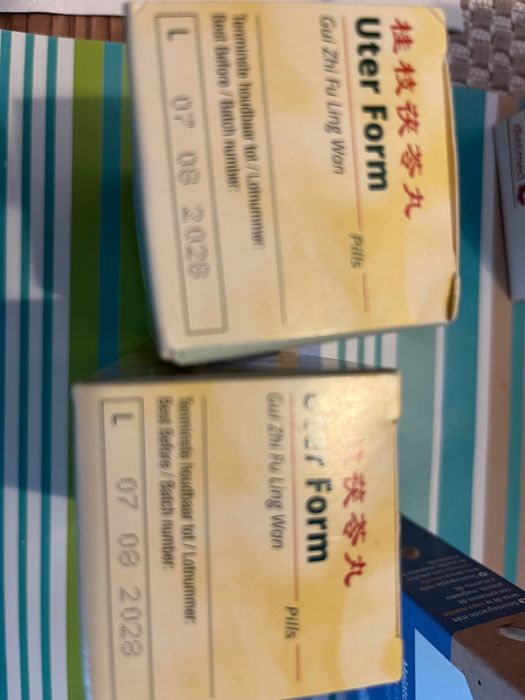 桂枝茯苓丸
Uter Form
Gui Zhi Fu Ling Wan
Pills
Tenminste houdbaar tot / Lotnummer:
Best Before / Batch number:
L 07 08 2028
茯苓丸
Uter Form
Gui Zhi Fu Ling Wan
Pills
Tenminste houdbaar tot / Lotnummer:
Best Before / Batch number:
L 07 08 2028